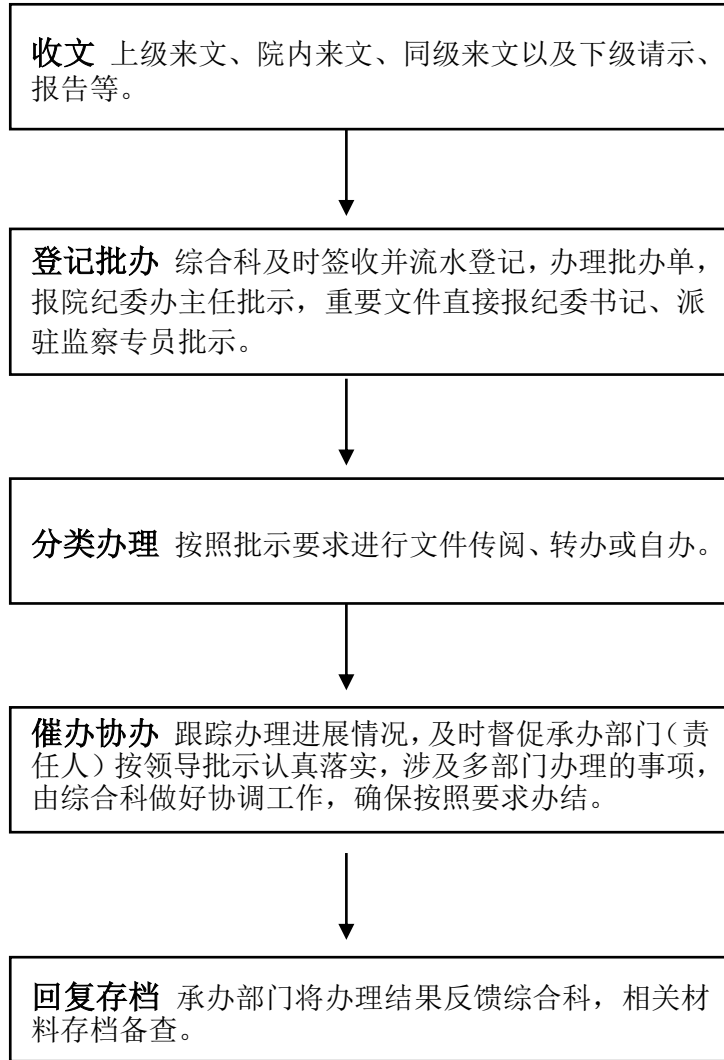 收文 上级来文、院内来文、同级来文以及下级请示、
报告等。
登记批办 综合科及时签收并流水登记，办理批办单，
报院纪委办主任批示，重要文件直接报纪委书记、派
驻监察专员批示。
分类办理 按照批示要求进行文件传阅、转办或自办。
催办协办 跟踪办理进展情况，及时督促承办部门（责
任人）按领导批示认真落实，涉及多部门办理的事项，
由综合科做好协调工作，确保按照要求办结。
回复存档 承办部门将办理结果反馈综合科，相关材
料存档备查。